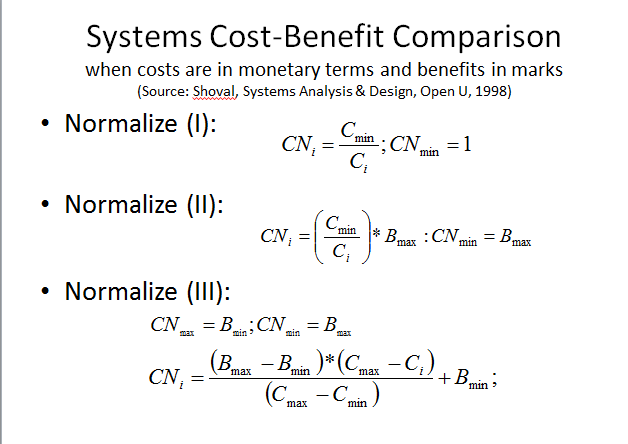 Systems Cost-Benefit Comparison
when costs are in monetary terms and benefits in marks
(Source: Shoval, Systems Analysis & Design, Open U, 1998)
• Normalize (I):
CN_i = C_min / C_i ; CN_min = 1
• Normalize (II):
CN_i = (C_min / C_i) * B_max : CN_min = B_max
• Normalize (III):
CN_max = B_min ; CN_min = B_max
CN_i = (B_max − B_min) * (C_max − C_i) / (C_max − C_min) + B_min ;